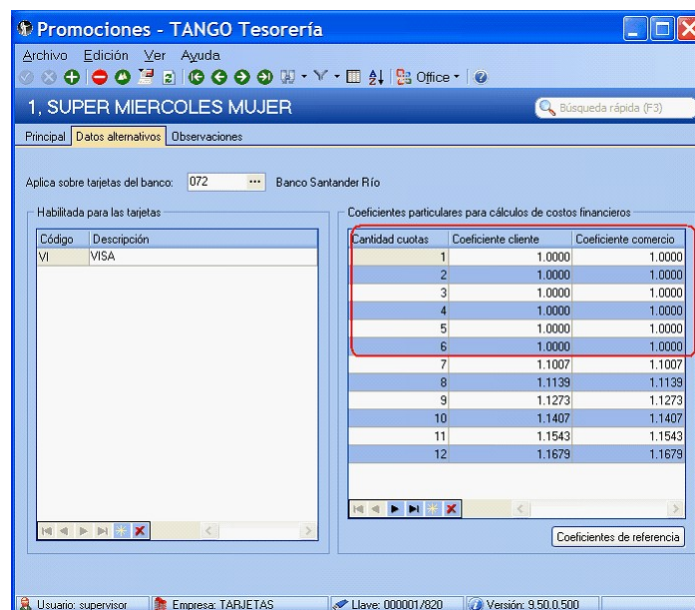 Promociones - TANGO Tesorería
Archivo Edición Ver Ayuda
Office
1, SUPER MIERCOLES MUJER
Búsqueda rápida (F3)
Principal Datos alternativos Observaciones
Aplica sobre tarjetas del banco: 072 ... Banco Santander Río
Habilitada para las tarjetas
Código Descripción
VI VISA
Coeficientes particulares para cálculos de costos financieros
Cantidad cuotas Coeficiente cliente Coeficiente comercio
1 1.0000 1.0000
2 1.0000 1.0000
3 1.0000 1.0000
4 1.0000 1.0000
5 1.0000 1.0000
6 1.0000 1.0000
7 1.1007 1.1007
8 1.1139 1.1139
9 1.1273 1.1273
10 1.1407 1.1407
11 1.1543 1.1543
12 1.1679 1.1679
Coeficientes de referencia
Usuario: supervisor Empresa: TARJETAS Llave: 000001/820 Versión: 9.50.0.500